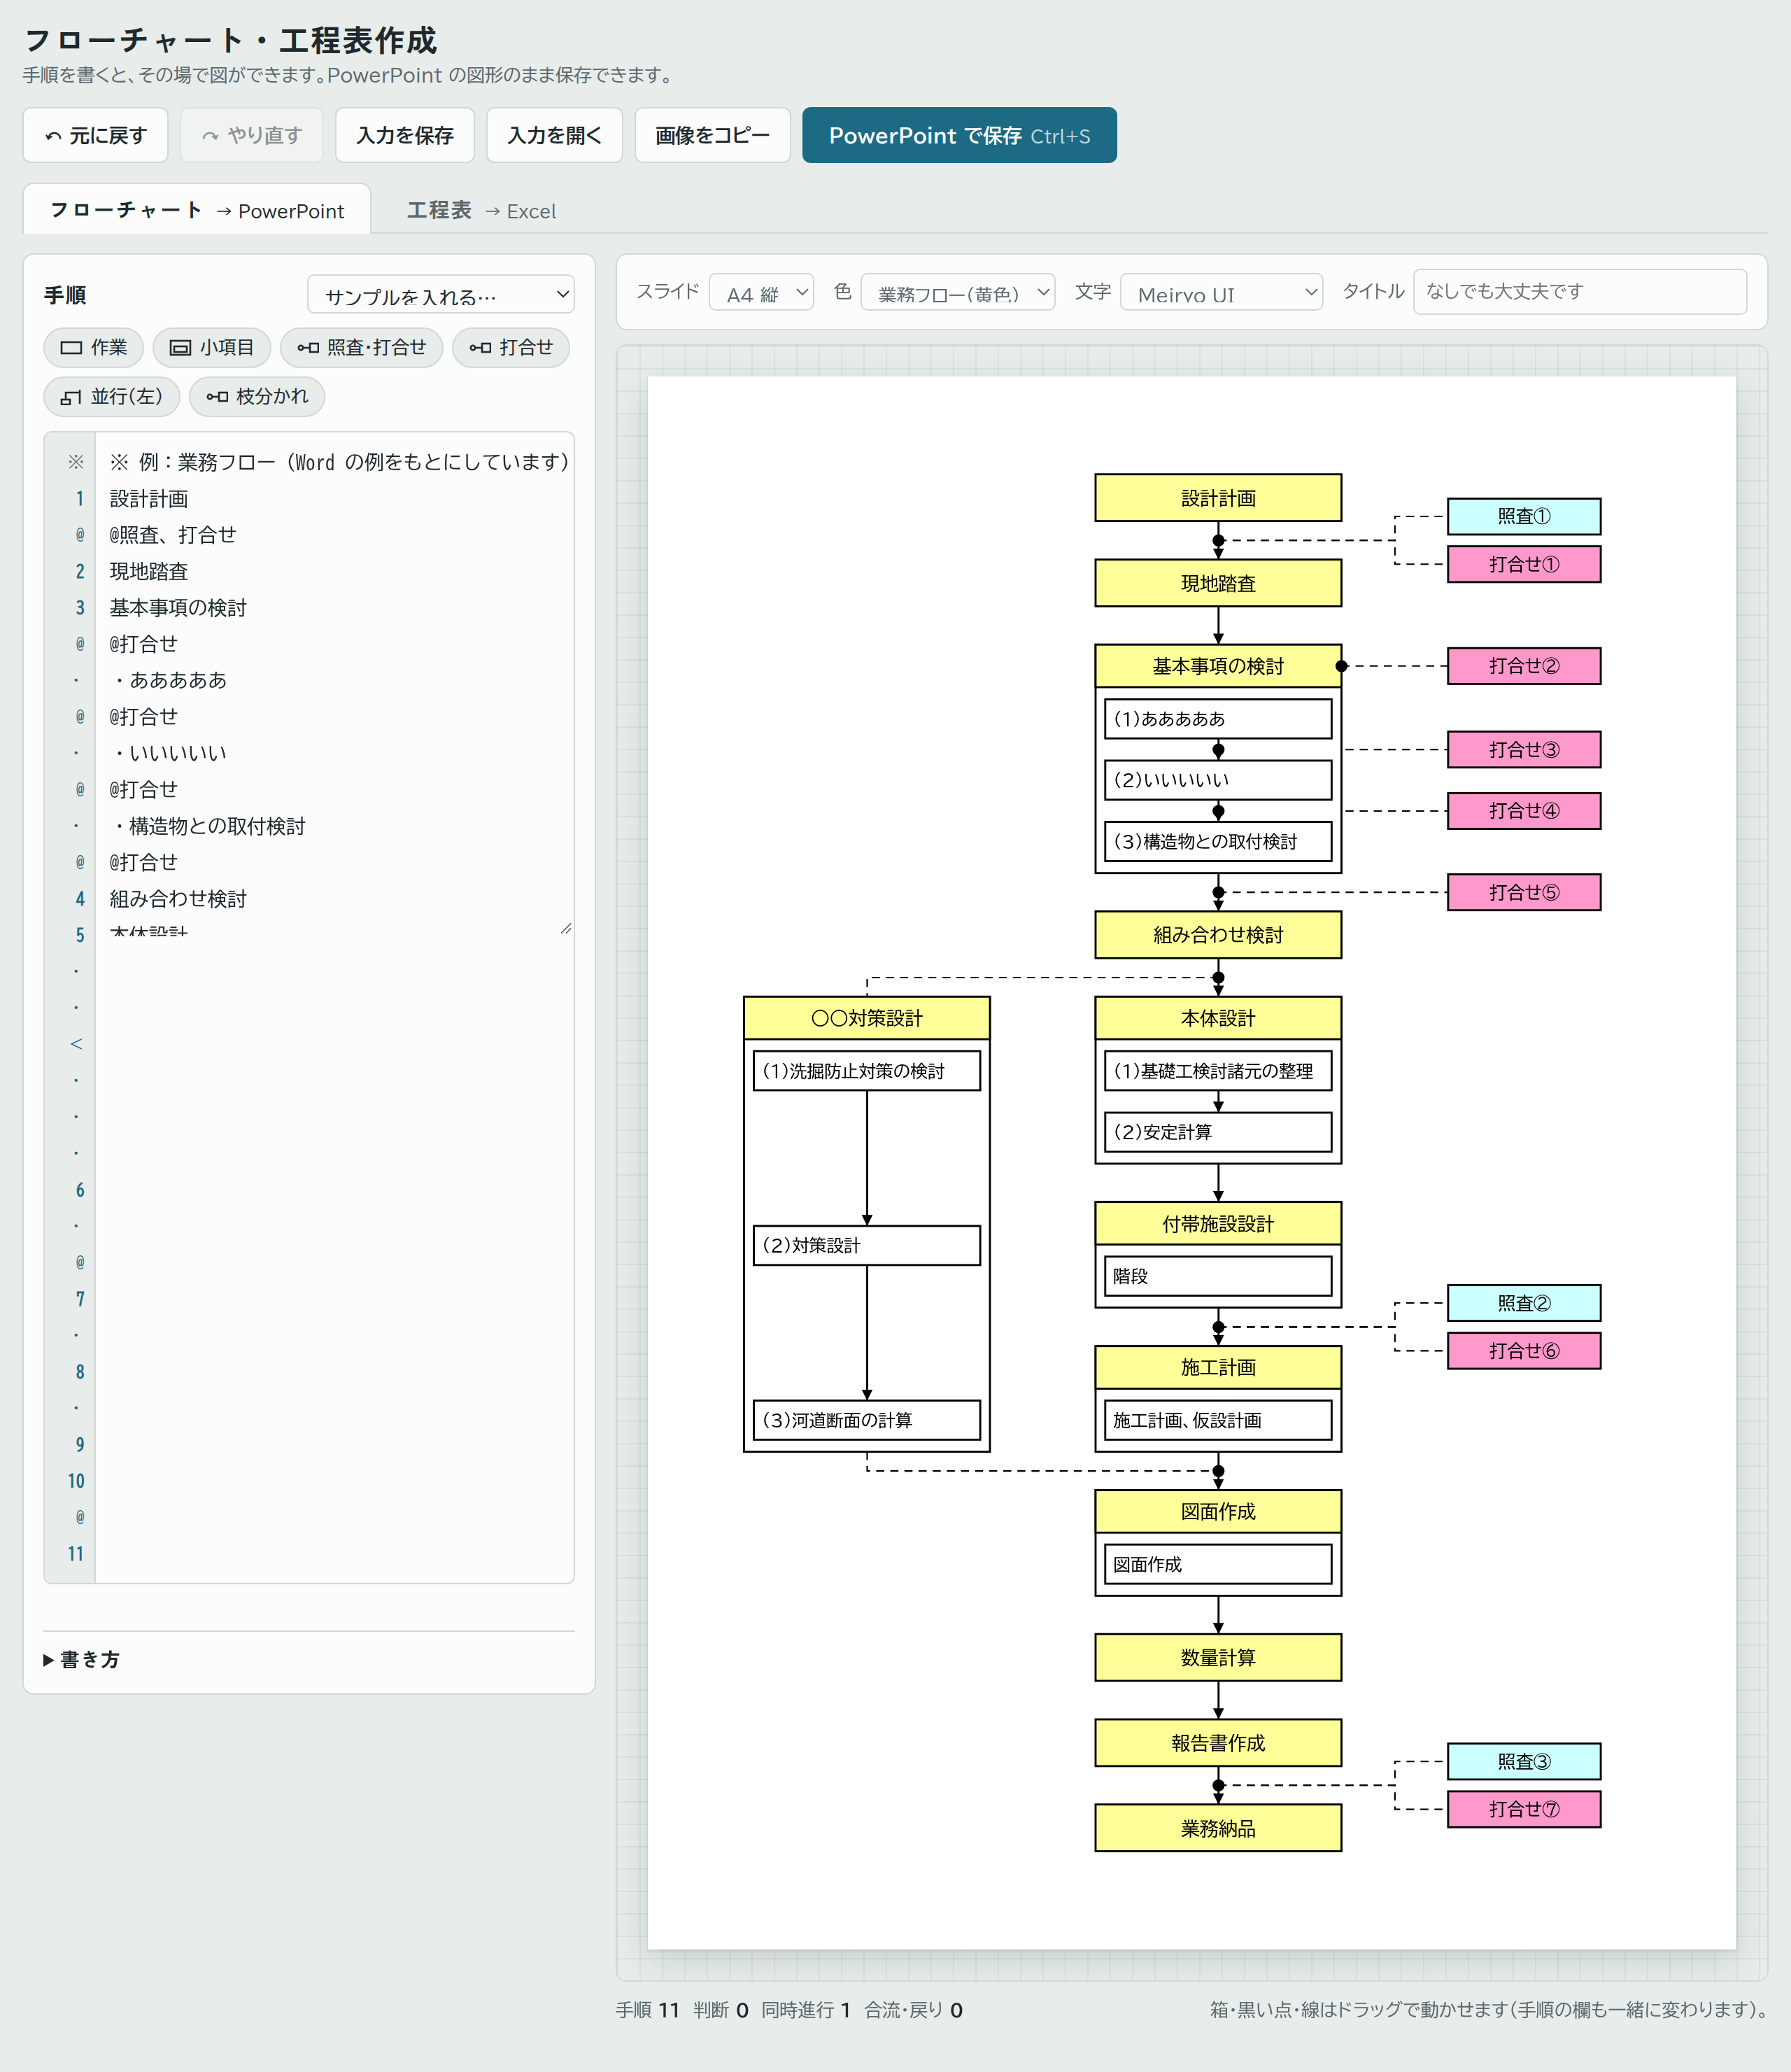 フローチャート・工程表作成
手順を書くと、その場で図ができます。PowerPoint の図形のまま保存できます。
元に戻す
やり直す
入力を保存
入力を開く
画像をコピー
PowerPoint で保存 Ctrl+S
フローチャート → PowerPoint
工程表 → Excel
手順
サンプルを入れる…
作業
小項目
照査・打合せ
打合せ
並行(左)
枝分かれ
※ ※ 例：業務フロー（Word の例をもとにしています）
1 設計計画
@ @照査、打合せ
2 現地踏査
3 基本事項の検討
@ @打合せ
・ ・あああああ
@ @打合せ
・ ・いいいいい
@ @打合せ
・ ・構造物との取付検討
@ @打合せ
4 組み合わせ検討
5 本体設計
・
・
<
・
・
・
6
・
@
7
・
8
・
9
10
@
11
▶ 書き方
スライド A4 縦
色 業務フロー(黄色)
文字 Meiryo UI
タイトル なしでも大丈夫です
設計計画
照査①
打合せ①
現地踏査
基本事項の検討
打合せ②
(1)あああああ
打合せ③
(2)いいいいい
打合せ④
(3)構造物との取付検討
打合せ⑤
組み合わせ検討
〇〇対策設計
(1)洗掘防止対策の検討
(2)対策設計
(3)河道断面の計算
本体設計
(1)基礎工検討諸元の整理
(2)安定計算
付帯施設設計
階段
照査②
打合せ⑥
施工計画
施工計画、仮設計画
図面作成
図面作成
数量計算
報告書作成
照査③
打合せ⑦
業務納品
手順 11 判断 0 同時進行 1 合流・戻り 0
箱・黒い点・線はドラッグで動かせます(手順の欄も一緒に変わります)。